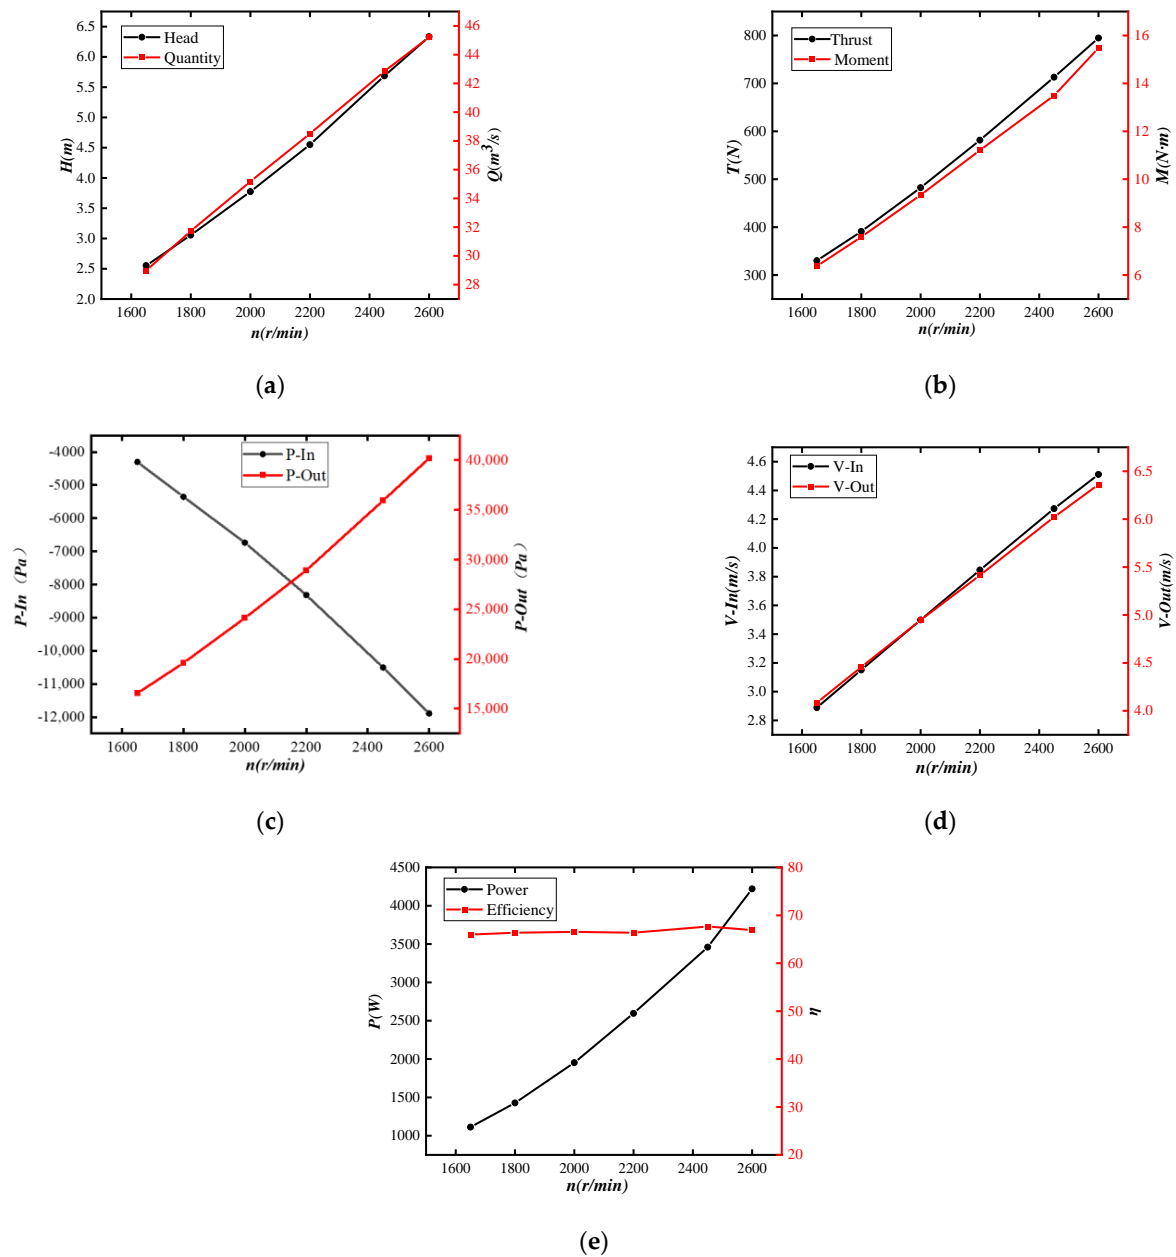 Head
Quantity
6.5
6.0
5.5
5.0
4.5
4.0
3.5
3.0
2.5
2.0
H(m)
46
44
42
40
38
36
34
32
30
28
Q(m³/s)
1600 1800 2000 2200 2400 2600
n(r/min)
(a)
Thrust
Moment
800
700
600
500
400
300
T(N)
16
14
12
10
8
6
M(N·m)
1600 1800 2000 2200 2400 2600
n(r/min)
(b)
P-In
P-Out
-4000
-5000
-6000
-7000
-8000
-9000
-10,000
-11,000
-12,000
P-In (Pa)
40,000
35,000
30,000
25,000
20,000
15,000
P-Out (Pa)
1600 1800 2000 2200 2400 2600
n(r/min)
(c)
V-In
V-Out
4.6
4.4
4.2
4.0
3.8
3.6
3.4
3.2
3.0
2.8
V-In(m/s)
6.5
6.0
5.5
5.0
4.5
4.0
V-Out(m/s)
1600 1800 2000 2200 2400 2600
n(r/min)
(d)
Power
Efficiency
4500
4000
3500
3000
2500
2000
1500
1000
P(W)
80
70
60
50
40
30
20
η
1600 1800 2000 2200 2400 2600
n(r/min)
(e)